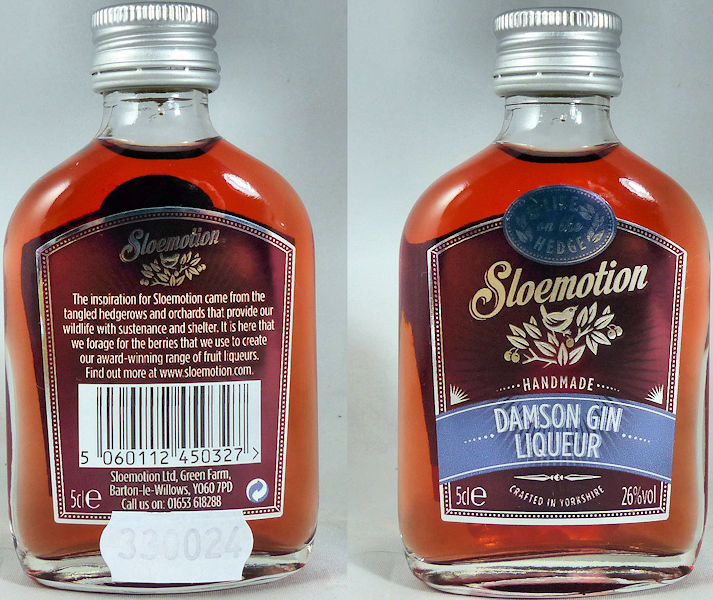 Sloemotion
The inspiration for Sloemotion came from the
tangled hedgerows and orchards that provide our
wildlife with sustenance and shelter. It is here that
we forage for the berries that we use to create
our award-winning range of fruit liqueurs.
Find out more at www.sloemotion.com.
5 060112 450327 >
Sloemotion Ltd, Green Farm,
Barton-le-Willows, YO60 7PD
Call us on: 01653 618288
5cl e
330024
LIVE
on the
HEDGE
Sloemotion
HANDMADE
DAMSON GIN
LIQUEUR
CRAFTED IN YORKSHIRE
5cl e
26%vol